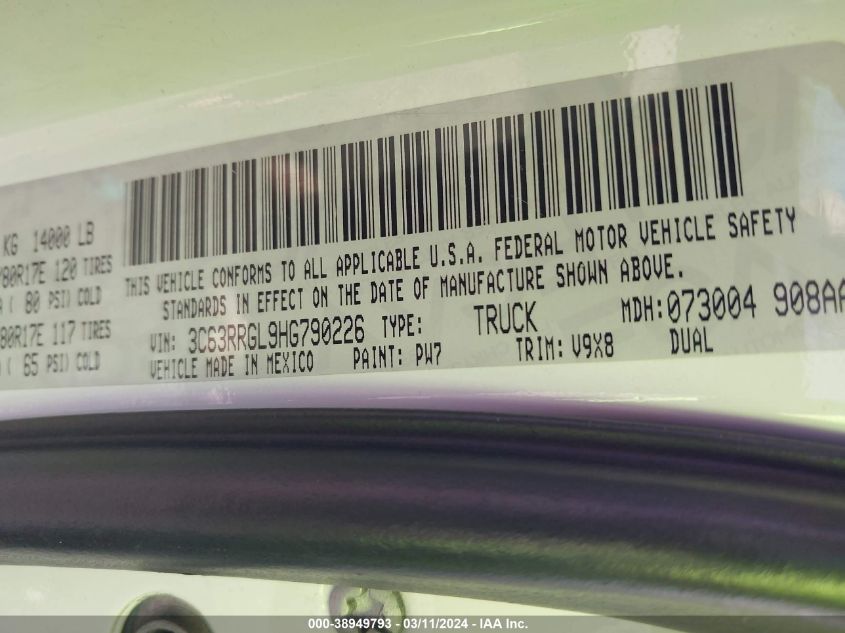 KG 14000 LB
80R17E 120 TIRES
( 80 PSI) COLD
80R17E 117 TIRES
( 65 PSI) COLD
THIS VEHICLE CONFORMS TO ALL APPLICABLE U.S.A. FEDERAL MOTOR VEHICLE SAFETY
STANDARDS IN EFFECT ON THE DATE OF MANUFACTURE SHOWN ABOVE.
VIN: 3C63RRGL9HG790226 TYPE: TRUCK MDH:073004 908AA
VEHICLE MADE IN MEXICO PAINT: PW7 TRIM: V9X8 DUAL
000-38949793 - 03/11/2024 - IAA Inc.